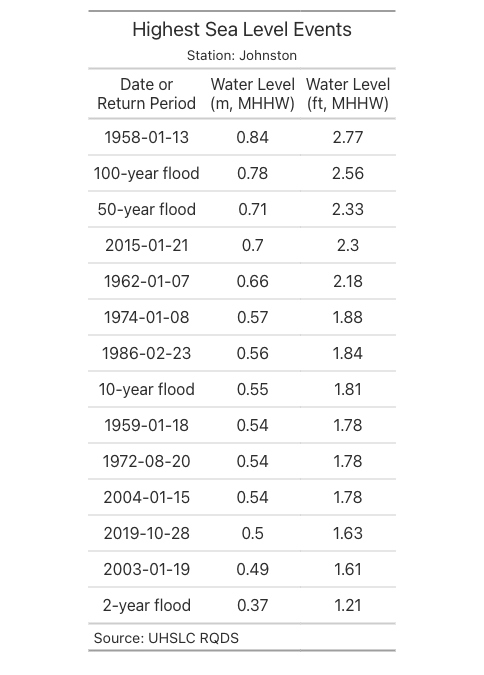 Highest Sea Level Events
Station: Johnston
Date or Return Period Water Level (m, MHHW) Water Level (ft, MHHW)
1958-01-13 0.84 2.77
100-year flood 0.78 2.56
50-year flood 0.71 2.33
2015-01-21 0.7 2.3
1962-01-07 0.66 2.18
1974-01-08 0.57 1.88
1986-02-23 0.56 1.84
10-year flood 0.55 1.81
1959-01-18 0.54 1.78
1972-08-20 0.54 1.78
2004-01-15 0.54 1.78
2019-10-28 0.5 1.63
2003-01-19 0.49 1.61
2-year flood 0.37 1.21
Source: UHSLC RQDS